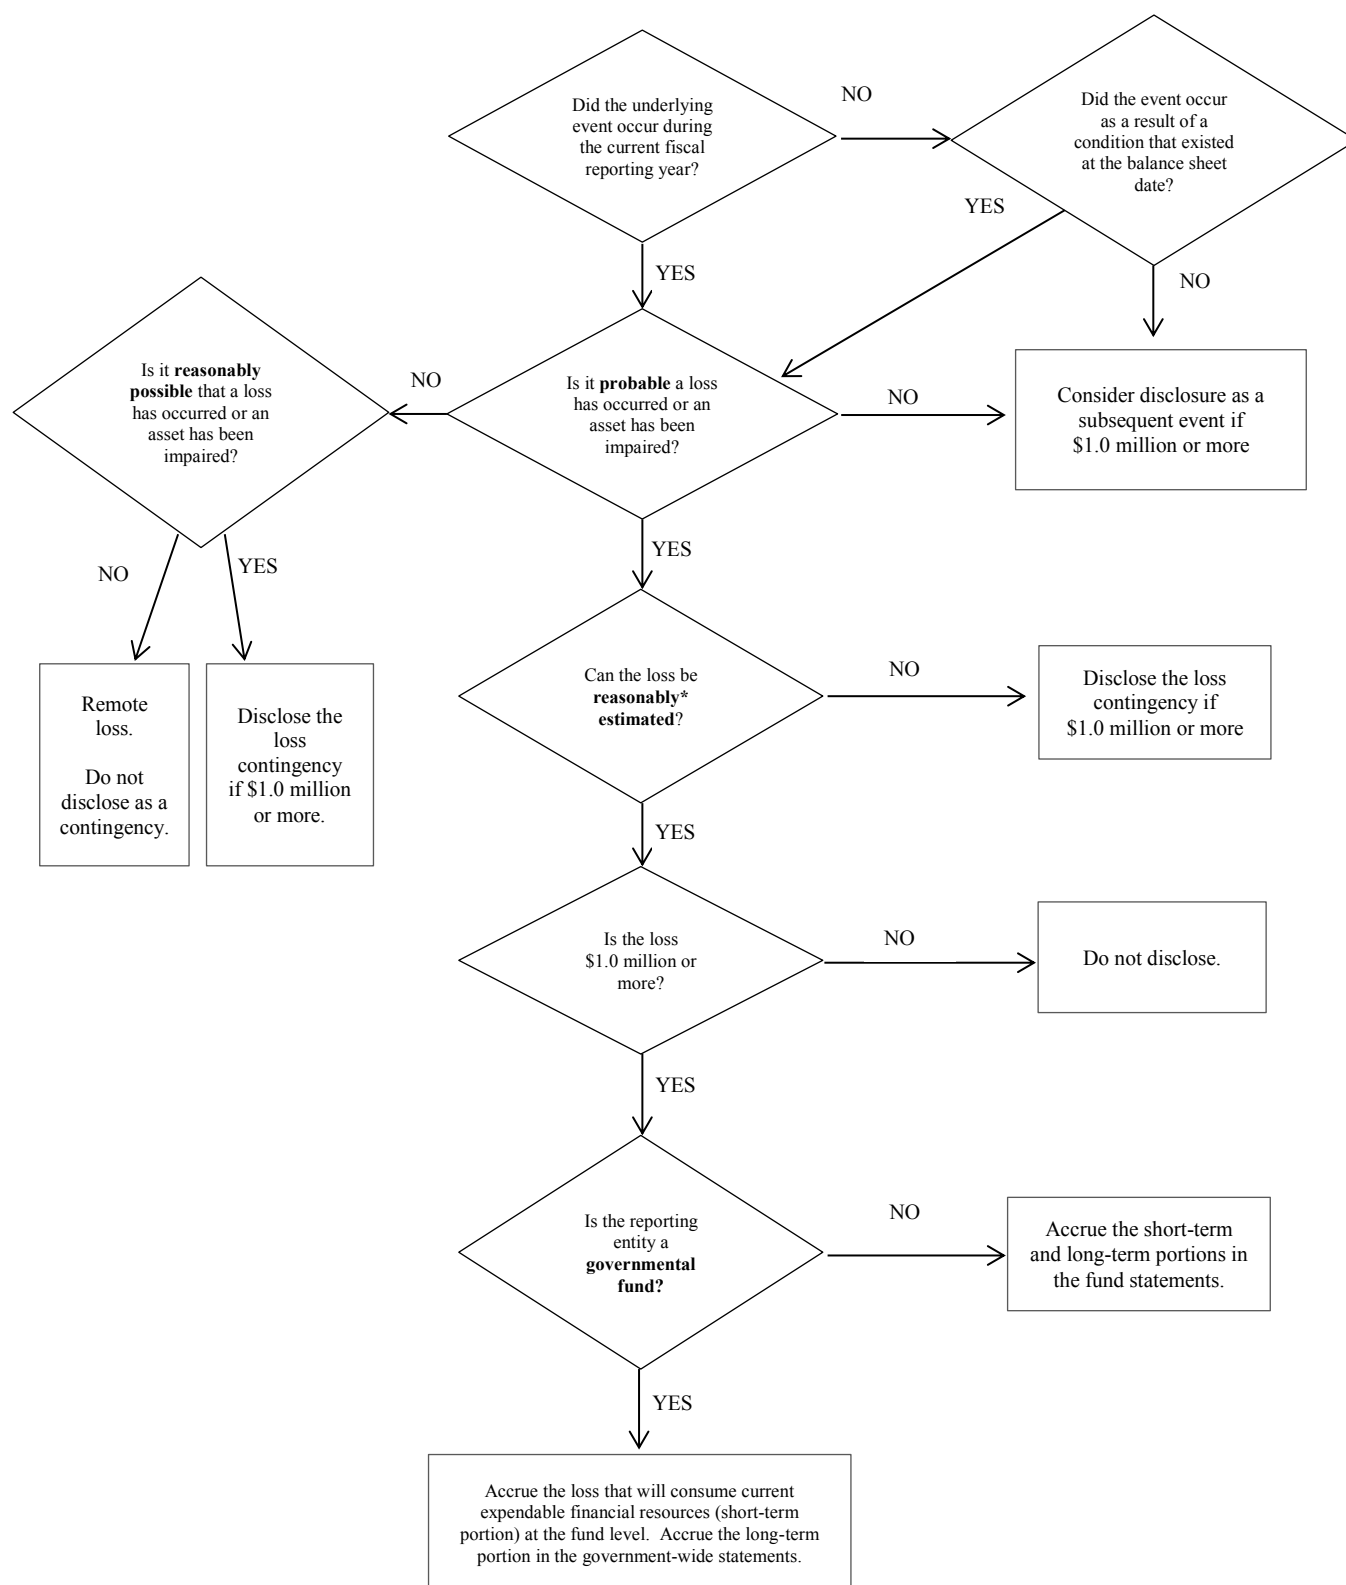 Did the underlying
event occur during
the current fiscal
reporting year?
NO
Did the event occur
as a result of a
condition that existed
at the balance sheet
date?
YES
YES
NO
Is it reasonably
possible that a loss
has occurred or an
asset has been
impaired?
NO
Is it probable a loss
has occurred or an
asset has been
impaired?
NO
Consider disclosure as a
subsequent event if
$1.0 million or more
NO
YES
YES
Remote
loss.
Do not
disclose as a
contingency.
Disclose the
loss
contingency
if $1.0 million
or more.
Can the loss be
reasonably*
estimated?
NO
Disclose the loss
contingency if
$1.0 million or more
YES
Is the loss
$1.0 million or
more?
NO
Do not disclose.
YES
Is the reporting
entity a
governmental
fund?
NO
Accrue the short-term
and long-term portions in
the fund statements.
YES
Accrue the loss that will consume current
expendable financial resources (short-term
portion) at the fund level.  Accrue the long-term
portion in the government-wide statements.